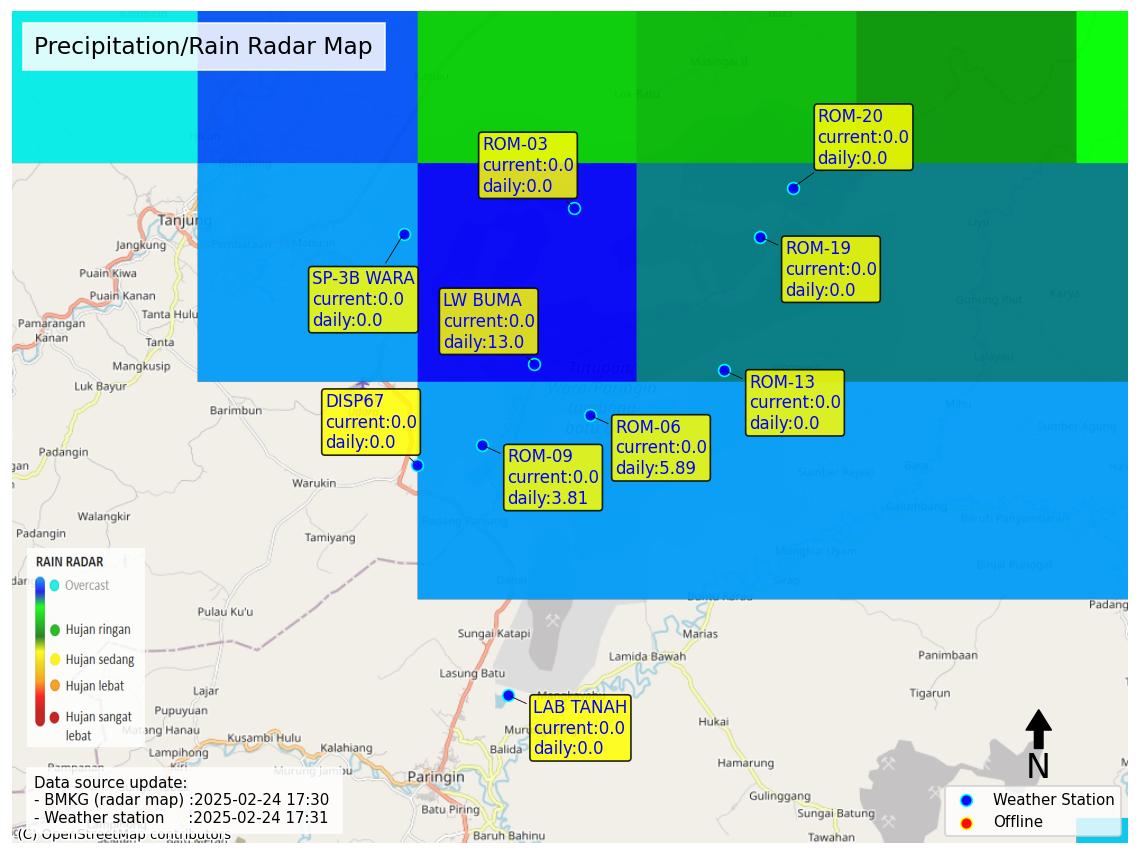 Precipitation/Rain Radar Map
ROM-20
current:0.0
daily:0.0
ROM-03
current:0.0
daily:0.0
Tanjung
ROM-19
current:0.0
daily:0.0
SP-3B WARA
current:0.0
daily:0.0
LW BUMA
current:0.0
daily:13.0
Jangkung
Puain Kiwa
Puain Kanan
Tanta Hulu
Pamarangan
Kanan
Tanta
Mangkusip
Luk Bayur
ROM-13
current:0.0
daily:0.0
DISP67
current:0.0
daily:0.0
Barimbun
ROM-06
current:0.0
daily:5.89
ROM-09
current:0.0
daily:3.81
Padangin
Warukin
Walangkir
Padangin
Tamiyang
RAIN RADAR
Overcast
Hujan ringan
Hujan sedang
Hujan lebat
Hujan sangat
lebat
Pulau Ku'u
Sungai Katapi
Marias
Padang
Lamida Bawah
Panimbaan
Lasung Batu
Tigarun
Lajar
Pupuyuan
Matang Hanau
LAB TANAH
current:0.0
daily:0.0
Hukai
Kusambi Hulu
Lampihong
Kalahiang
Balida
Murung Jambu
Hamarung
Paringin
N
Gulinggang
Batu Piring
Sungai Batung
Baruh Bahinu
Tawahan
Data source update:
- BMKG (radar map) :2025-02-24 17:30
- Weather station :2025-02-24 17:31
(C) OpenStreetMap contributors
Weather Station
Offline